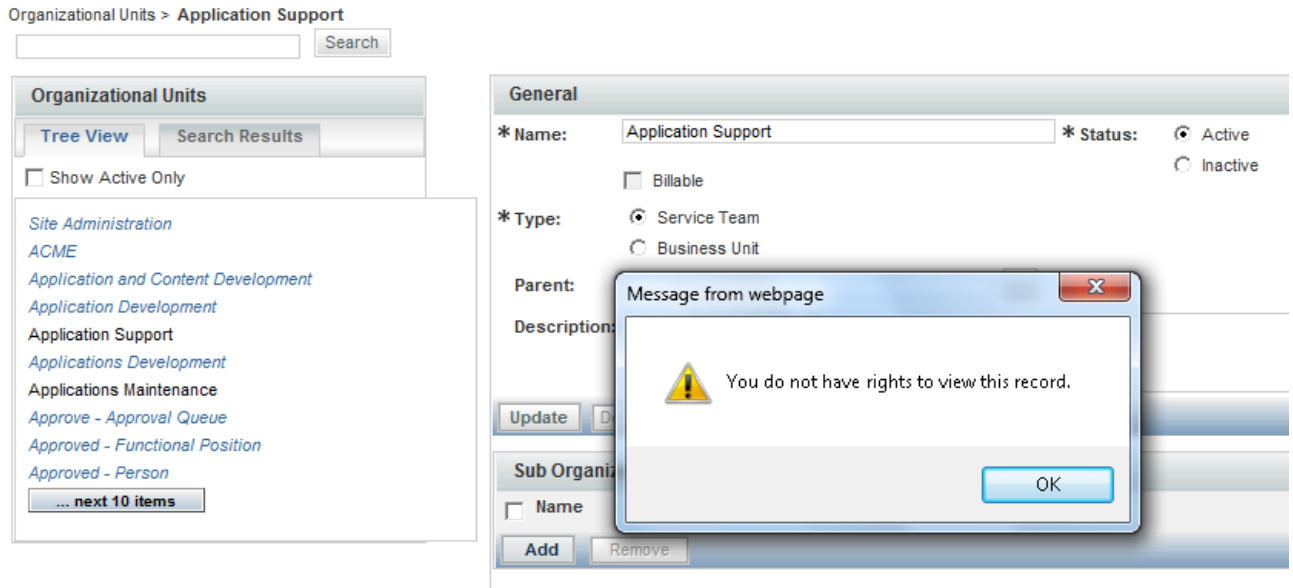 Organizational Units > Application Support
Search
Organizational Units
Tree View Search Results
Show Active Only
Site Administration
ACME
Application and Content Development
Application Development
Application Support
Applications Development
Applications Maintenance
Approve - Approval Queue
Approved - Functional Position
Approved - Person
... next 10 items
General
* Name: Application Support * Status: Active
Inactive
Billable
* Type: Service Team
Business Unit
Parent:
Description:
Update
Sub Organiz
Name
Add Remove
Message from webpage
x
You do not have rights to view this record.
OK